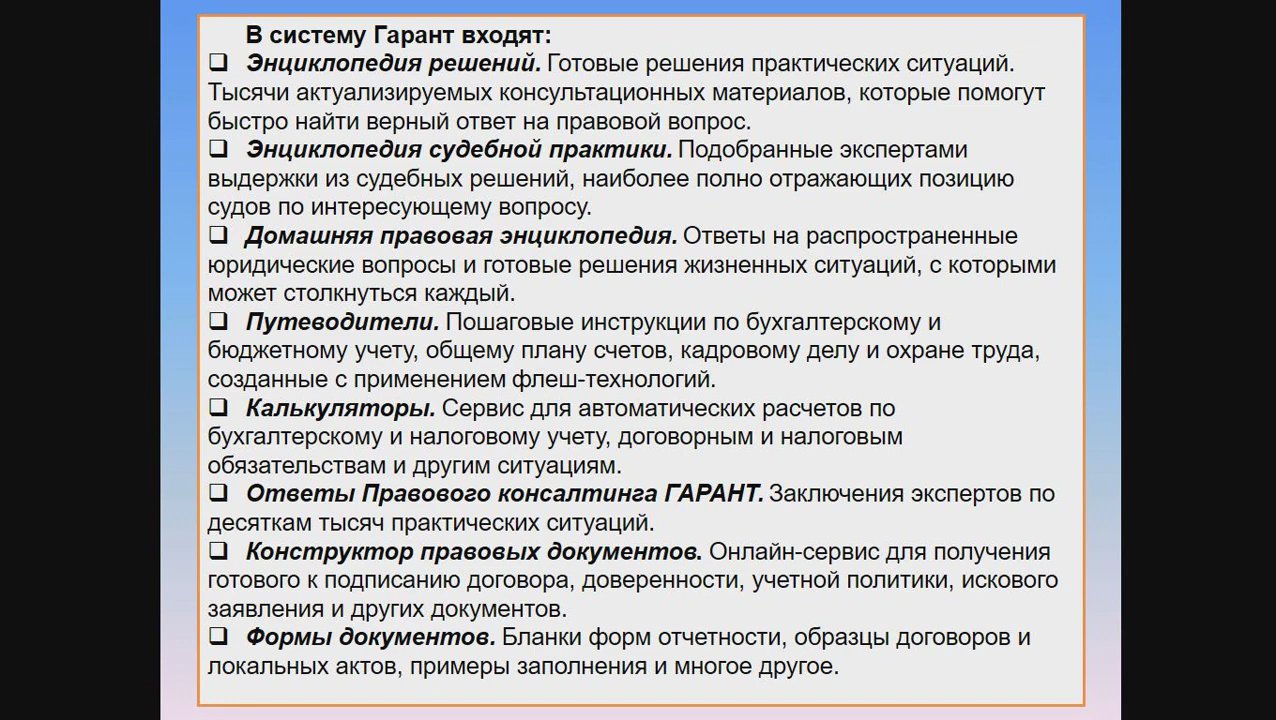 В систему Гарант входят:
❑ Энциклопедия решений. Готовые решения практических ситуаций.
Тысячи актуализируемых консультационных материалов, которые помогут
быстро найти верный ответ на правовой вопрос.
❑ Энциклопедия судебной практики. Подобранные экспертами
выдержки из судебных решений, наиболее полно отражающих позицию
судов по интересующему вопросу.
❑ Домашняя правовая энциклопедия. Ответы на распространенные
юридические вопросы и готовые решения жизненных ситуаций, с которыми
может столкнуться каждый.
❑ Путеводители. Пошаговые инструкции по бухгалтерскому и
бюджетному учету, общему плану счетов, кадровому делу и охране труда,
созданные с применением флеш-технологий.
❑ Калькуляторы. Сервис для автоматических расчетов по
бухгалтерскому и налоговому учету, договорным и налоговым
обязательствам и другим ситуациям.
❑ Ответы Правового консалтинга ГАРАНТ. Заключения экспертов по
десяткам тысяч практических ситуаций.
❑ Конструктор правовых документов. Онлайн-сервис для получения
готового к подписанию договора, доверенности, учетной политики, искового
заявления и других документов.
❑ Формы документов. Бланки форм отчетности, образцы договоров и
локальных актов, примеры заполнения и многое другое.